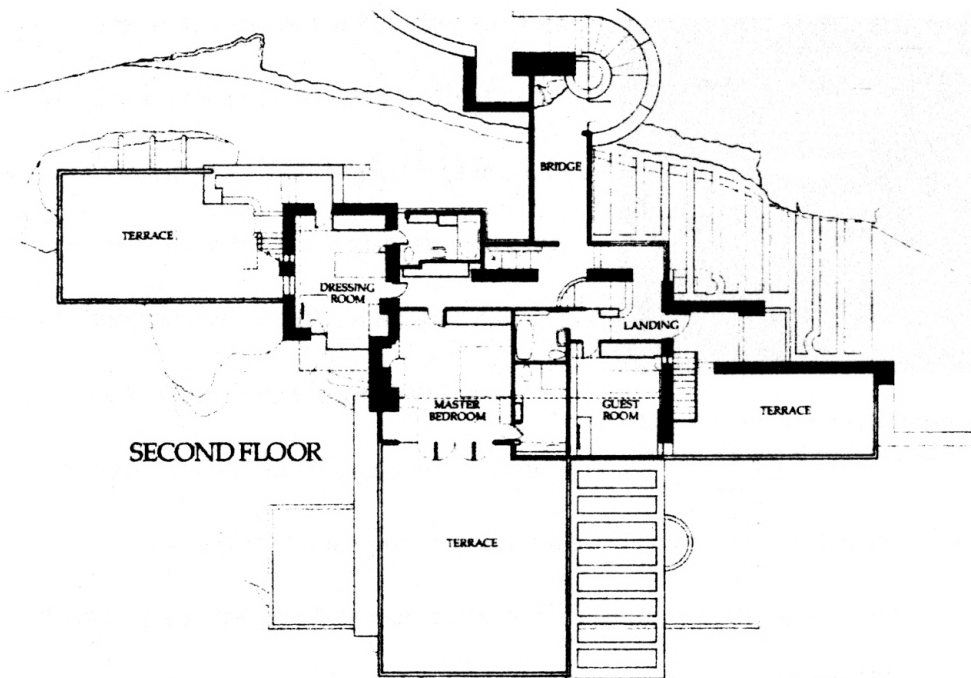 BRIDGE
TERRACE
DRESSING
ROOM
LANDING
MASTER
BEDROOM
GUEST
ROOM
TERRACE
SECOND FLOOR
TERRACE